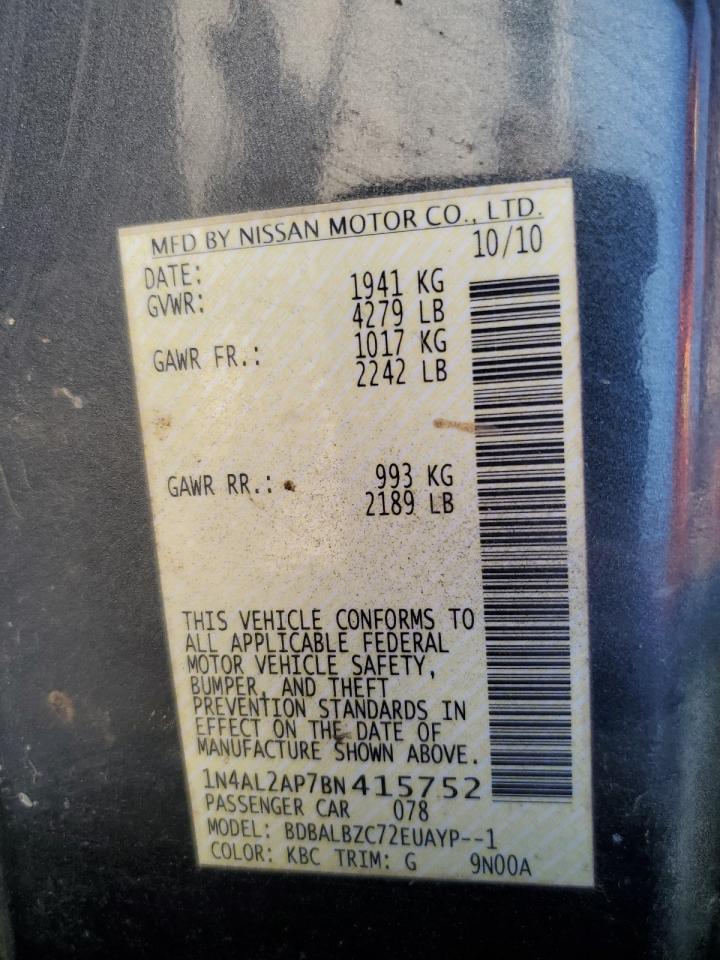 MFD BY NISSAN MOTOR CO., LTD.
DATE: 10/10
GVWR: 1941 KG
4279 LB
GAWR FR.: 1017 KG
2242 LB
GAWR RR.: 993 KG
2189 LB
THIS VEHICLE CONFORMS TO
ALL APPLICABLE FEDERAL
MOTOR VEHICLE SAFETY,
BUMPER, AND THEFT
PREVENTION STANDARDS IN
EFFECT ON THE DATE OF
MANUFACTURE SHOWN ABOVE.
1N4AL2AP7BN415752
PASSENGER CAR 078
MODEL: BDBALBZC72EUAYP--1
COLOR: KBC TRIM: G 9N00A